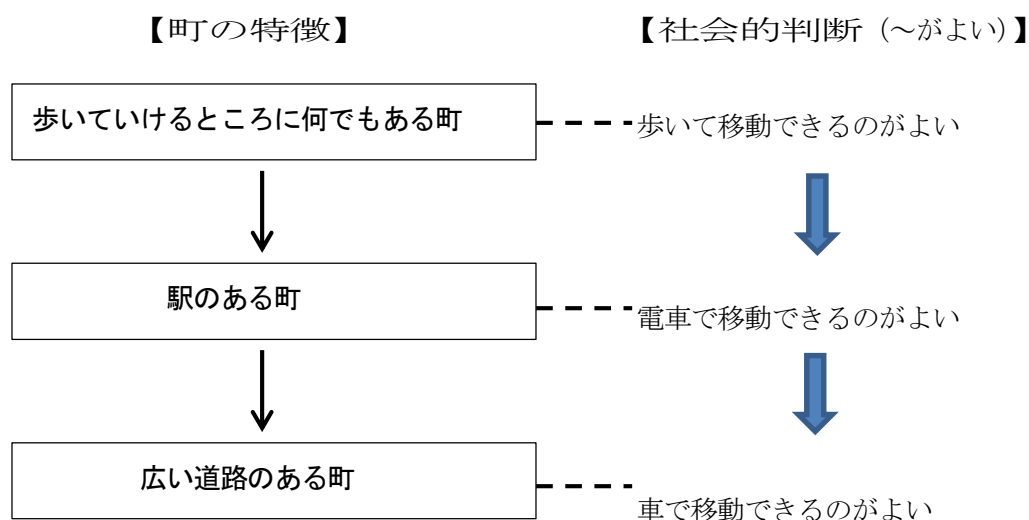 【町の特徴】 【社会的判断（～がよい）】
歩いていけるところに何でもある町 歩いて移動できるのがよい
駅のある町 電車で移動できるのがよい
広い道路のある町 車で移動できるのがよい